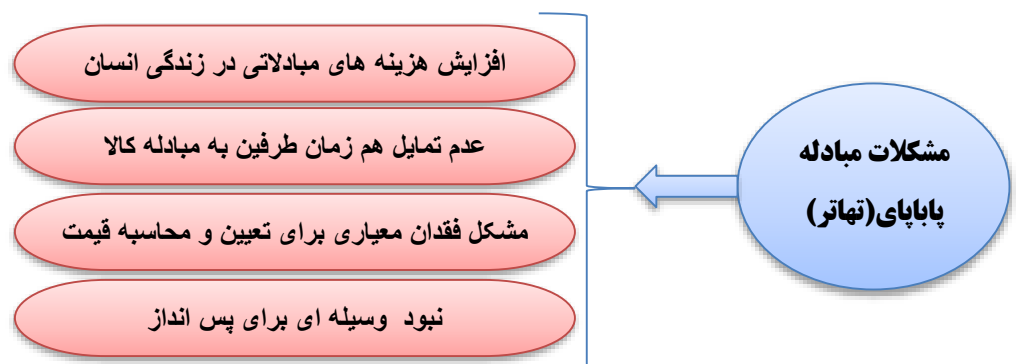 مشکلات مبادله
پاپاپای(تهاتر)
افزایش هزینه های مبادلاتی در زندگی انسان
عدم تمایل هم زمان طرفین به مبادله کالا
مشکل فقدان معیاری برای تعیین و محاسبه قیمت
نبود وسیله ای برای پس انداز